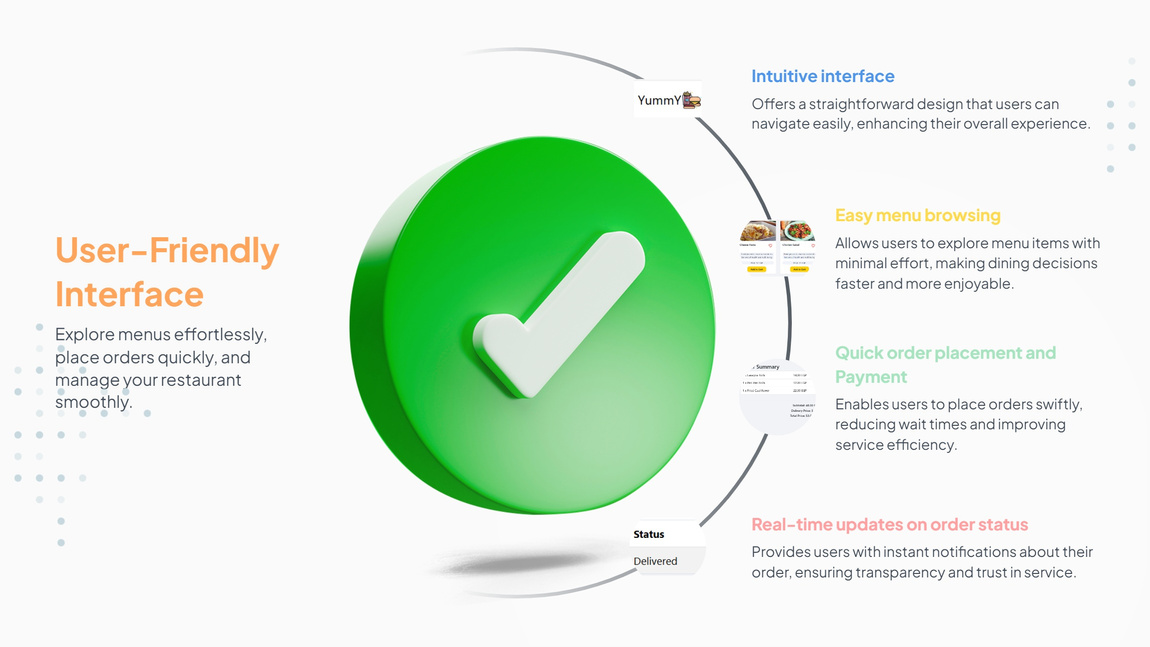 User-Friendly
Interface
Explore menus effortlessly,
place orders quickly, and
manage your restaurant
smoothly.
YummY
Intuitive interface
Offers a straightforward design that users can
navigate easily, enhancing their overall experience.
Easy menu browsing
Allows users to explore menu items with
minimal effort, making dining decisions
faster and more enjoyable.
Summary
Quick order placement and
Payment
Enables users to place orders swiftly,
reducing wait times and improving
service efficiency.
Status
Delivered
Real-time updates on order status
Provides users with instant notifications about their
order, ensuring transparency and trust in service.